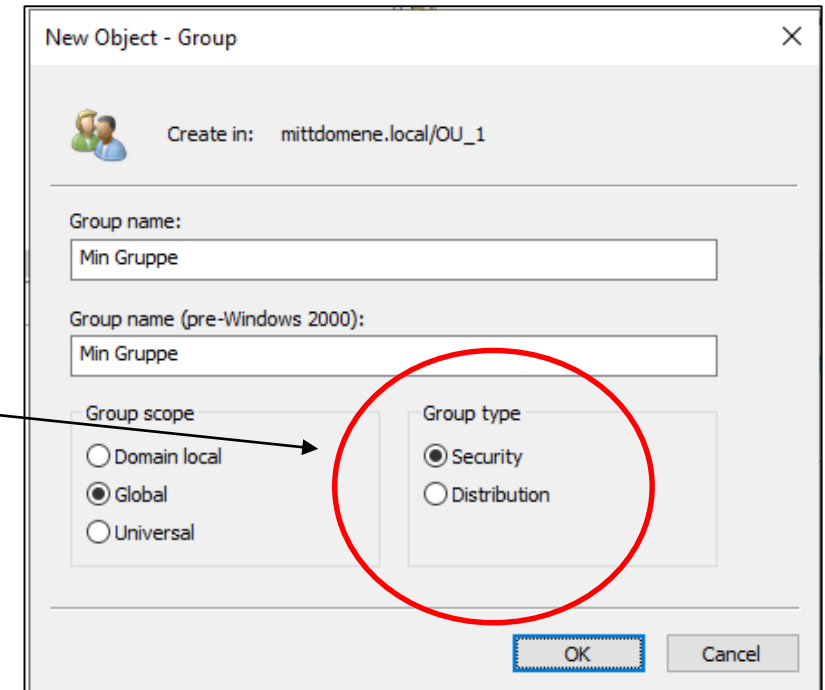 New Object - Group
Create in: mittdomene.local/OU_1
Group name:
Min Gruppe
Group name (pre-Windows 2000):
Min Gruppe
Group scope
Domain local
Global
Universal
Group type
Security
Distribution
OK
Cancel